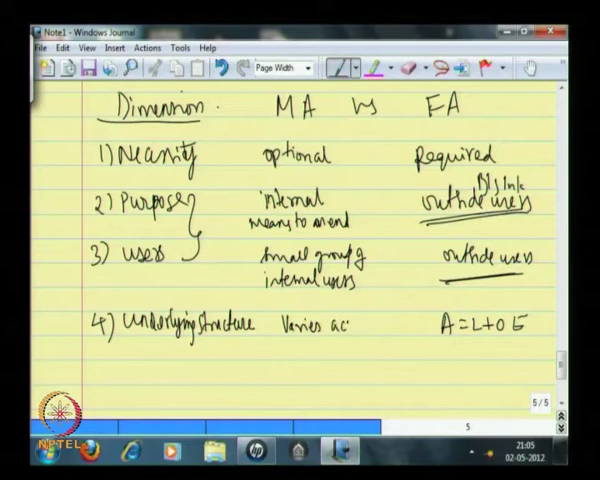 Note1 - Windows Journal
File Edit View Insert Actions Tools Help
Page Width
Dimension MA vs FA
1) Necessity optional Required
2) Purpose internal outside users
means to an end
3) users small group of outside users
internal users
4) Underlying structure Varies ac A = L + O E
5/5
5
NPTEL
21:05
02-05-2012